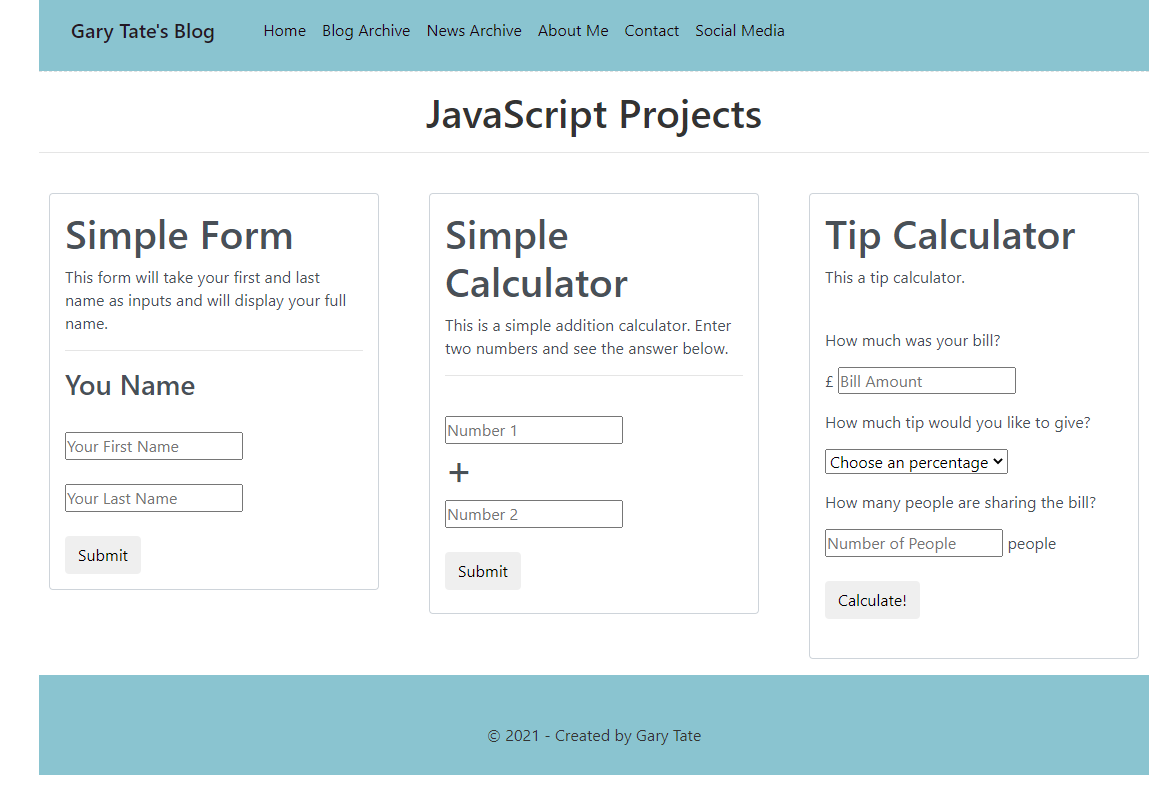 Gary Tate's Blog Home Blog Archive News Archive About Me Contact Social Media
JavaScript Projects
Simple Form
This form will take your first and last
name as inputs and will display your full
name.
You Name
Your First Name
Your Last Name
Submit
Simple
Calculator
This is a simple addition calculator. Enter
two numbers and see the answer below.
Number 1
+
Number 2
Submit
Tip Calculator
This a tip calculator.
How much was your bill?
£ Bill Amount
How much tip would you like to give?
Choose an percentage
How many people are sharing the bill?
Number of People people
Calculate!
© 2021 - Created by Gary Tate